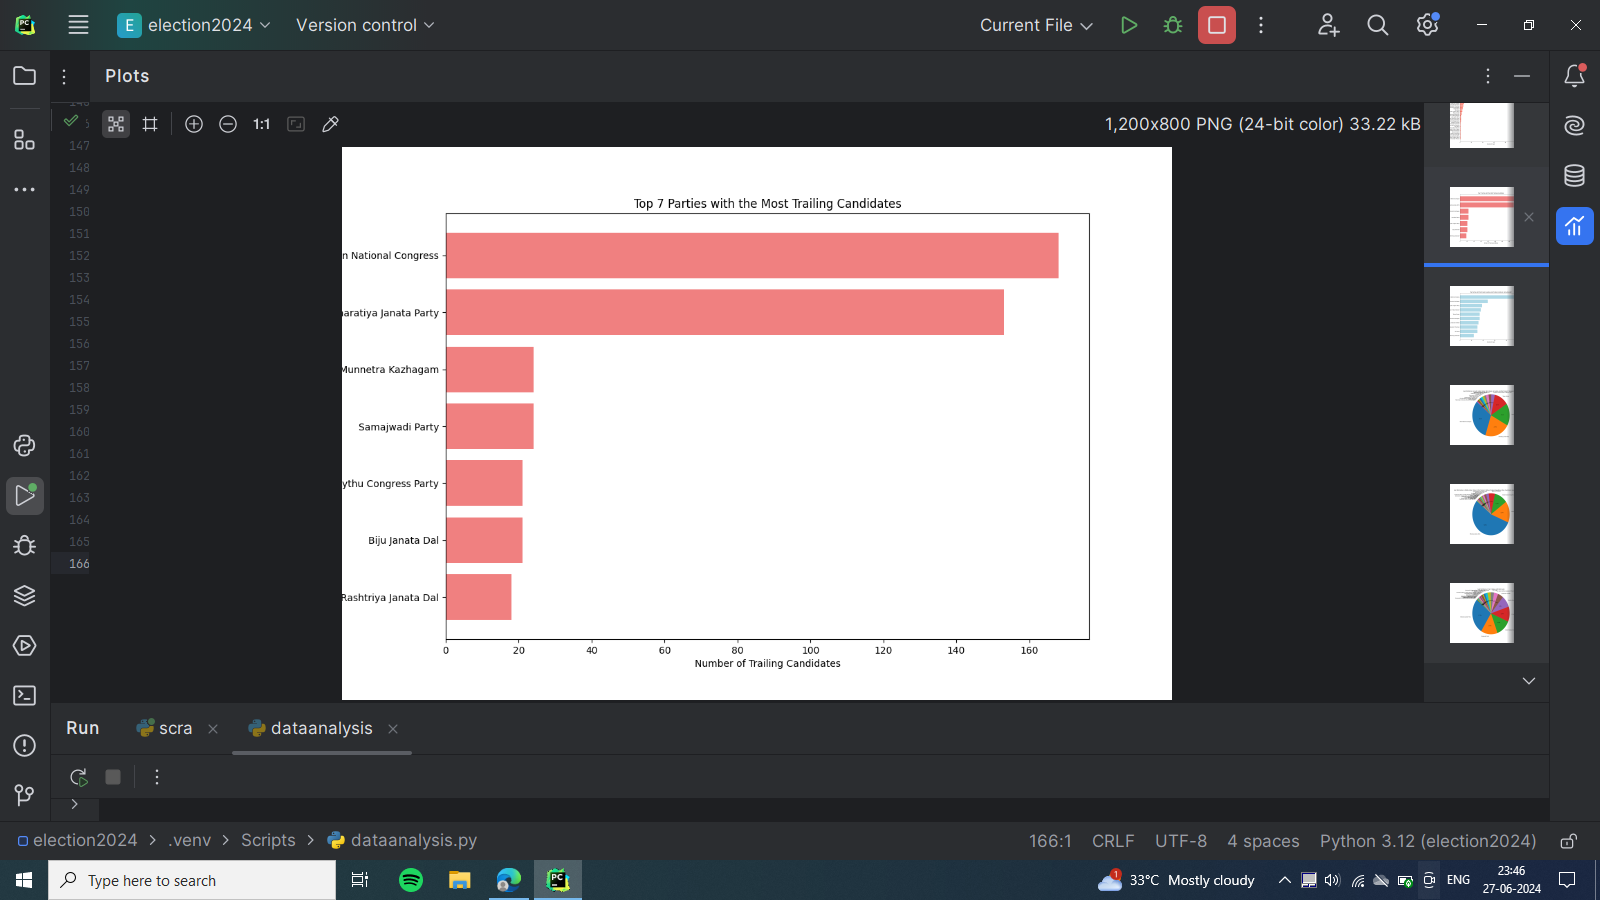 PC
E election2024
Version control
Current File
Plots
1:1
1,200x800 PNG (24-bit color) 33.22 kB
147
148
149
150
151
152
153
154
155
156
157
158
159
160
161
162
163
164
165
166
Top 7 Parties with the Most Trailing Candidates
n National Congress
aratiya Janata Party
Munnetra Kazhagam
Samajwadi Party
ythu Congress Party
Biju Janata Dal
Rashtriya Janata Dal
0 20 40 60 80 100 120 140 160
Number of Trailing Candidates
Run
scra
dataanalysis
election2024 > .venv > Scripts > dataanalysis.py
166:1 CRLF UTF-8 4 spaces Python 3.12 (election2024)
Type here to search
PC
1
33°C Mostly cloudy
ENG
23:46
27-06-2024